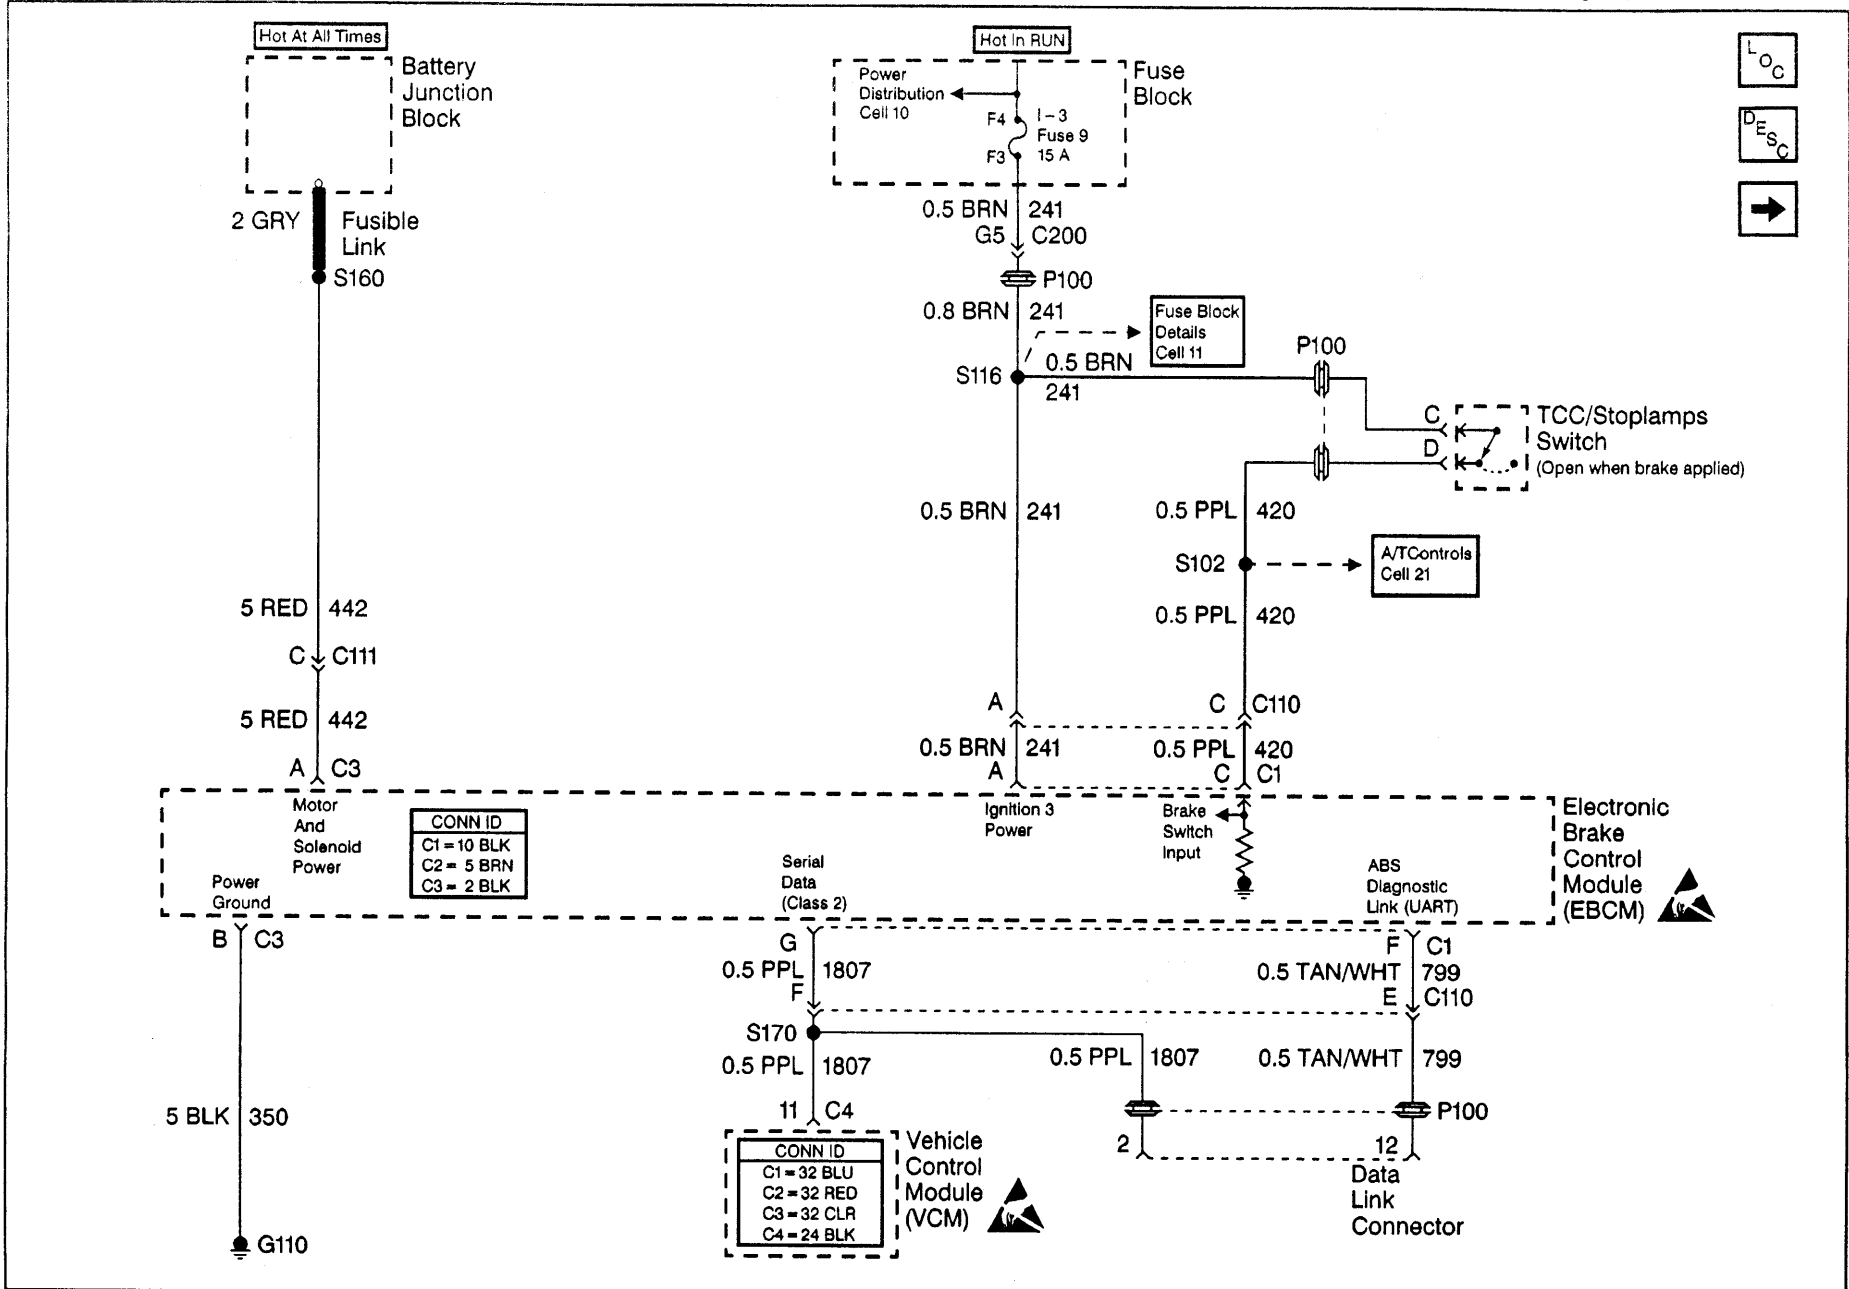 Hot At All Times
Battery
Junction
Block
2 GRY
Fusible
Link
S160
5 RED 442
C C111
5 RED 442
A C3
Hot In RUN
Power
Distribution
Cell 10
F4
F3
I – 3
Fuse 9
15 A
Fuse
Block
0.5 BRN 241
G5 C200
P100
0.8 BRN 241
Fuse Block
Details
Cell 11
S116
0.5 BRN
241
P100
C
D
TCC/Stoplamps
Switch
(Open when brake applied)
0.5 BRN 241
0.5 PPL 420
S102
A/TControls
Cell 21
0.5 PPL 420
A
C C110
0.5 BRN 241
0.5 PPL 420
A
C C1
L
O
C
D
E
S
C
Motor
And
Solenoid
Power
CONN ID
C1 = 10 BLK
C2 = 5 BRN
C3 = 2 BLK
Power
Ground
Ignition 3
Power
Brake
Switch
Input
Serial
Data
(Class 2)
ABS
Diagnostic
Link (UART)
Electronic
Brake
Control
Module
(EBCM)
B C3
5 BLK 350
G110
G
0.5 PPL 1807
F
S170
0.5 PPL 1807
11 C4
F C1
0.5 TAN/WHT 799
E C110
0.5 PPL 1807
0.5 TAN/WHT 799
P100
2
12
Data
Link
Connector
CONN ID
C1 = 32 BLU
C2 = 32 RED
C3 = 32 CLR
C4 = 24 BLK
Vehicle
Control
Module
(VCM)